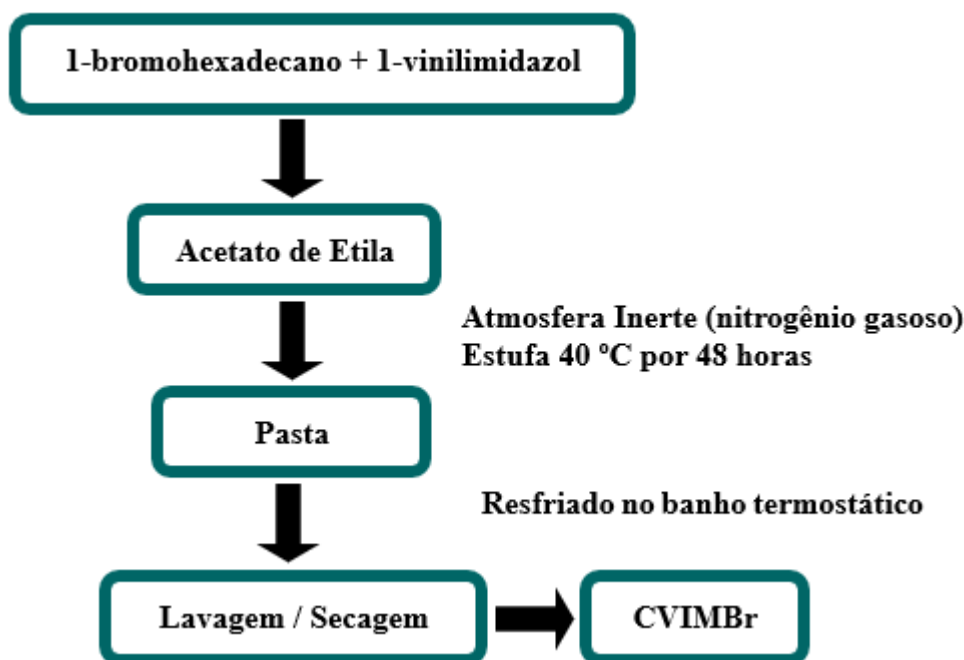 1-bromohexadecano + 1-vinilimidazol
Acetato de Etila
Atmosfera Inerte (nitrogênio gasoso)
Estufa 40 ºC por 48 horas
Pasta
Resfriado no banho termostático
Lavagem / Secagem
CVIMBr